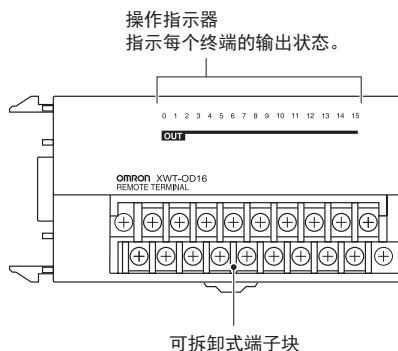 操作指示器
指示每个终端的输出状态。
0 1 2 3 4 5 6 7 8 9 10 11 12 13 14 15
OUT
OMRON XWT-OD16
REMOTE TERMINAL
可拆卸式端子块